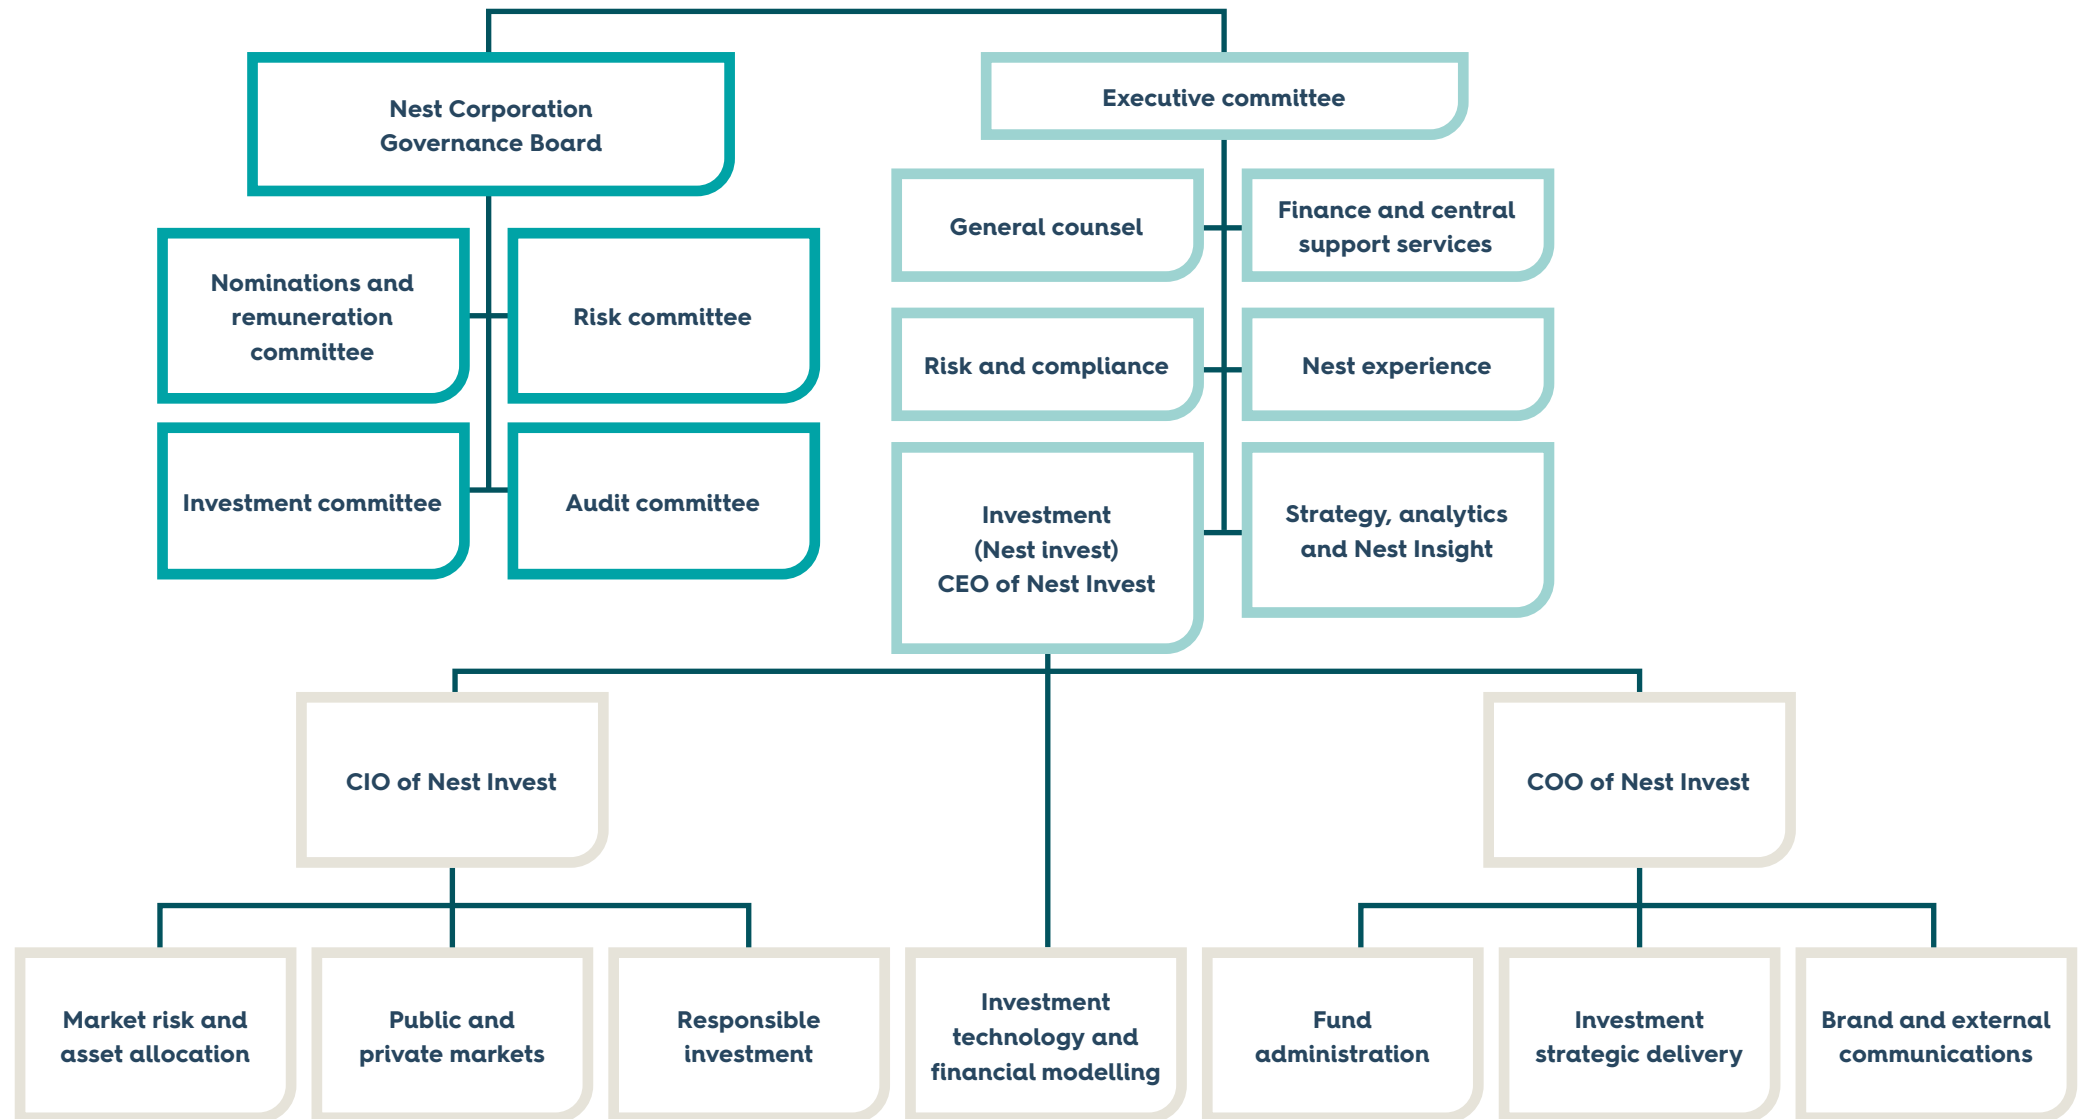 Nest Corporation
Governance Board
Executive committee
General counsel
Finance and central
support services
Nominations and
remuneration
committee
Risk committee
Risk and compliance
Nest experience
Investment committee
Audit committee
Investment
(Nest invest)
CEO of Nest Invest
Strategy, analytics
and Nest Insight
CIO of Nest Invest
COO of Nest Invest
Market risk and
asset allocation
Public and
private markets
Responsible
investment
Investment
technology and
financial modelling
Fund
administration
Investment
strategic delivery
Brand and external
communications